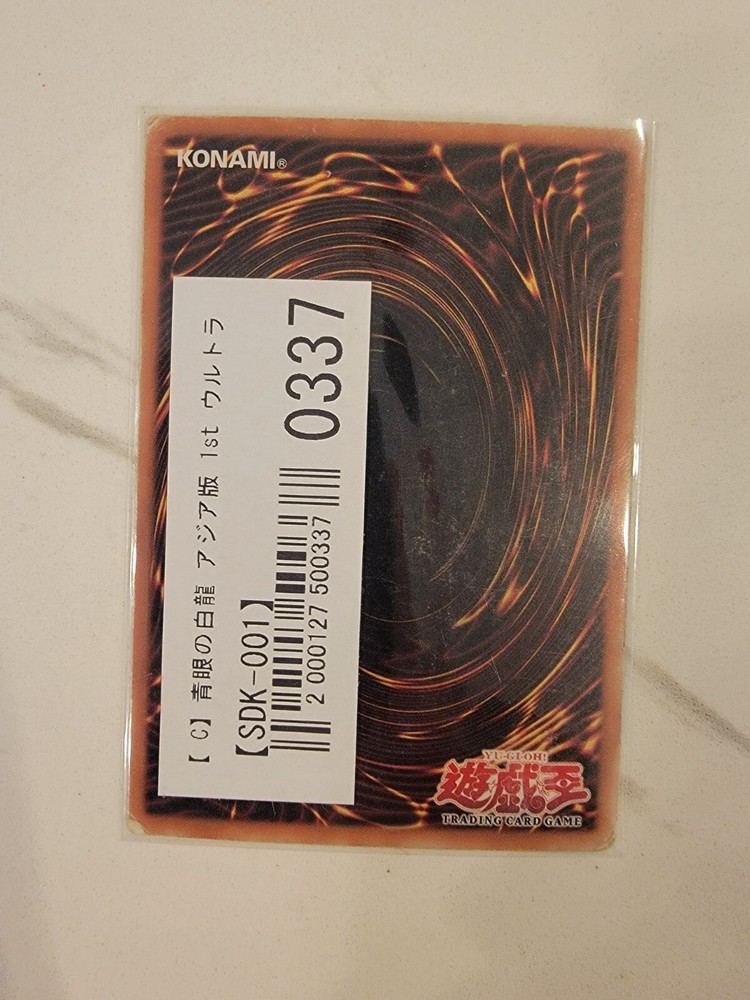 KONAMI®
【C】青眼の白龍 アジア版 1st ウルトラ
【SDK-001】
2 000127 500337
0337
YU-GI-OH!
遊戯王
TRADING CARD GAME